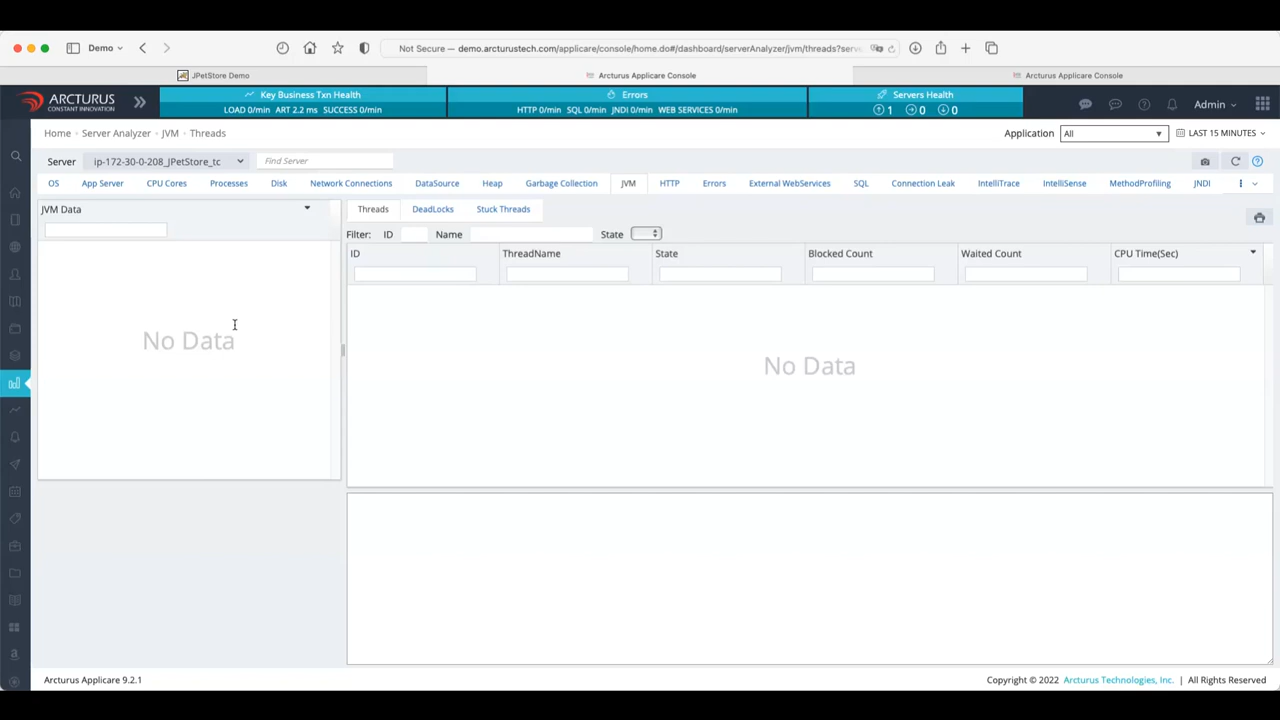 Demo
Not Secure — demo.arcturustech.com/applicare/console/home.do#/dashboard/serverAnalyzer/jvm/threads?serve
JPetStore Demo
Arcturus Applicare Console
Arcturus Applicare Console
ARCTURUS
CONSTANT INNOVATION
Key Business Txn Health
LOAD 0/min ART 2.2 ms SUCCESS 0/min
Errors
HTTP 0/min SQL 0/min JNDI 0/min WEB SERVICES 0/min
Servers Health
1 0 0
Admin
Home Server Analyzer JVM Threads
Application All LAST 15 MINUTES
Server ip-172-30-0-208_JPetStore_tc Find Server
OS App Server CPU Cores Processes Disk Network Connections DataSource Heap Garbage Collection JVM HTTP Errors External WebServices SQL Connection Leak IntelliTrace IntelliSense MethodProfiling JNDI
JVM Data
Threads DeadLocks Stuck Threads
Filter: ID Name State
ID ThreadName State Blocked Count Waited Count CPU Time(Sec)
No Data
No Data
Arcturus Applicare 9.2.1
Copyright © 2022 Arcturus Technologies, Inc. | All Rights Reserved